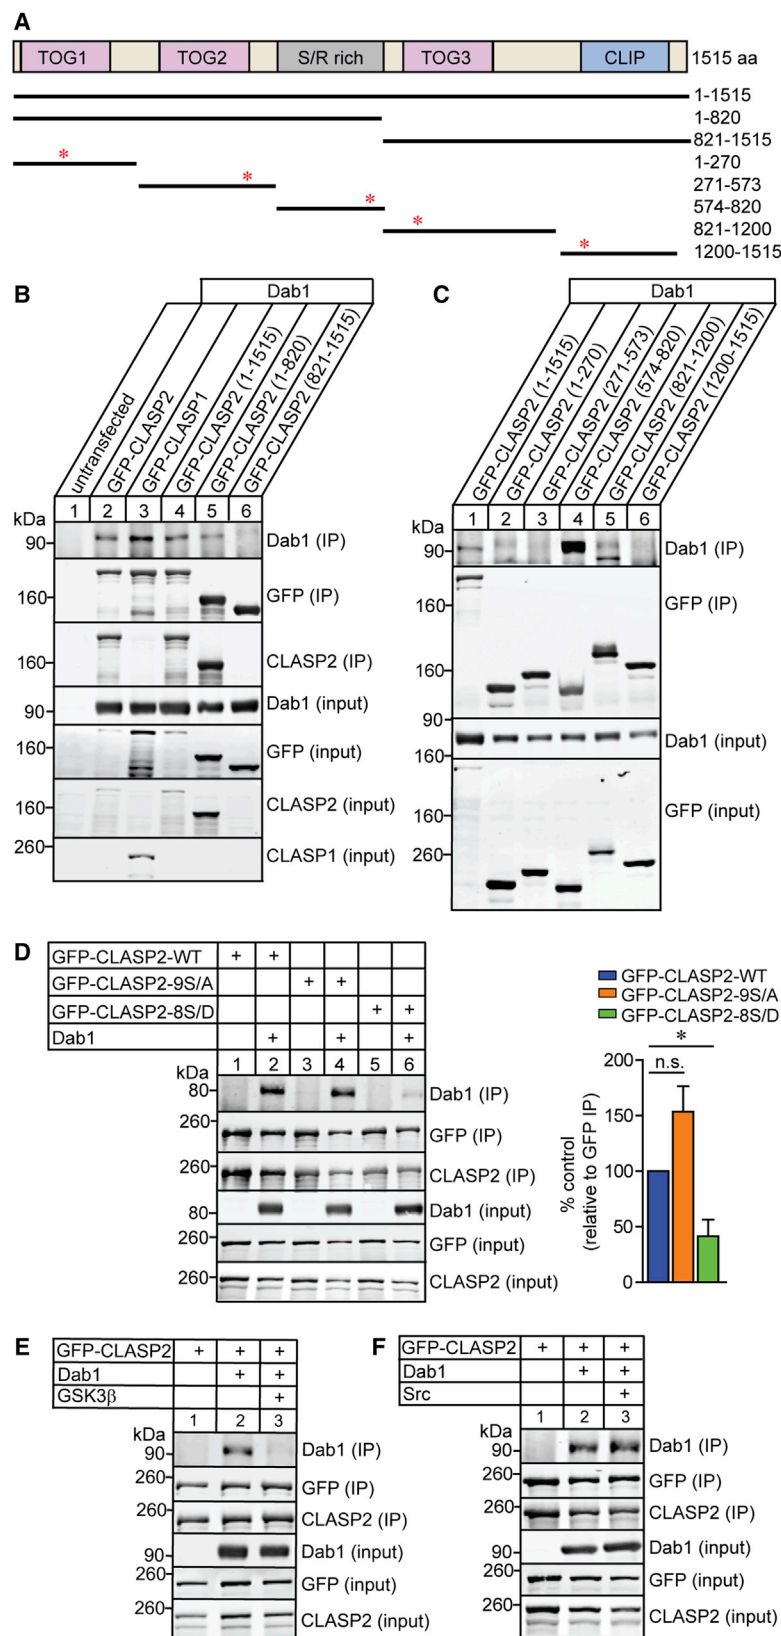 A
TOG1 TOG2 S/R rich TOG3 CLIP 1515 aa
1-1515
1-820
821-1515
* 1-270
* 271-573
* 574-820
* 821-1200
* 1200-1515
B
Dab1
untransfected
GFP-CLASP2
GFP-CLASP1
GFP-CLASP2 (1-1515)
GFP-CLASP2 (1-820)
GFP-CLASP2 (821-1515)
kDa 1 2 3 4 5 6
90 Dab1 (IP)
160 GFP (IP)
160 CLASP2 (IP)
90 Dab1 (input)
160 GFP (input)
160 CLASP2 (input)
260 CLASP1 (input)
C
Dab1
GFP-CLASP2 (1-1515)
GFP-CLASP2 (1-270)
GFP-CLASP2 (271-573)
GFP-CLASP2 (574-820)
GFP-CLASP2 (821-1200)
GFP-CLASP2 (1200-1515)
kDa 1 2 3 4 5 6
90 Dab1 (IP)
160 GFP (IP)
160
90
Dab1 (input)
160
GFP (input)
160
260
D
GFP-CLASP2-WT + +
GFP-CLASP2-9S/A + +
GFP-CLASP2-8S/D + +
Dab1 + + +
kDa 1 2 3 4 5 6
80 Dab1 (IP)
260 GFP (IP)
260 CLASP2 (IP)
80 Dab1 (input)
260 GFP (input)
260 CLASP2 (input)
GFP-CLASP2-WT
GFP-CLASP2-9S/A
GFP-CLASP2-8S/D
*
n.s.
200
150
100
50
0
% control
(relative to GFP IP)
E
GFP-CLASP2 + + +
Dab1 + +
GSK3β +
kDa 1 2 3
90 Dab1 (IP)
260 GFP (IP)
260 CLASP2 (IP)
90 Dab1 (input)
260 GFP (input)
260 CLASP2 (input)
F
GFP-CLASP2 + + +
Dab1 + +
Src +
kDa 1 2 3
90 Dab1 (IP)
260 GFP (IP)
260 CLASP2 (IP)
90 Dab1 (input)
260 GFP (input)
260 CLASP2 (input)